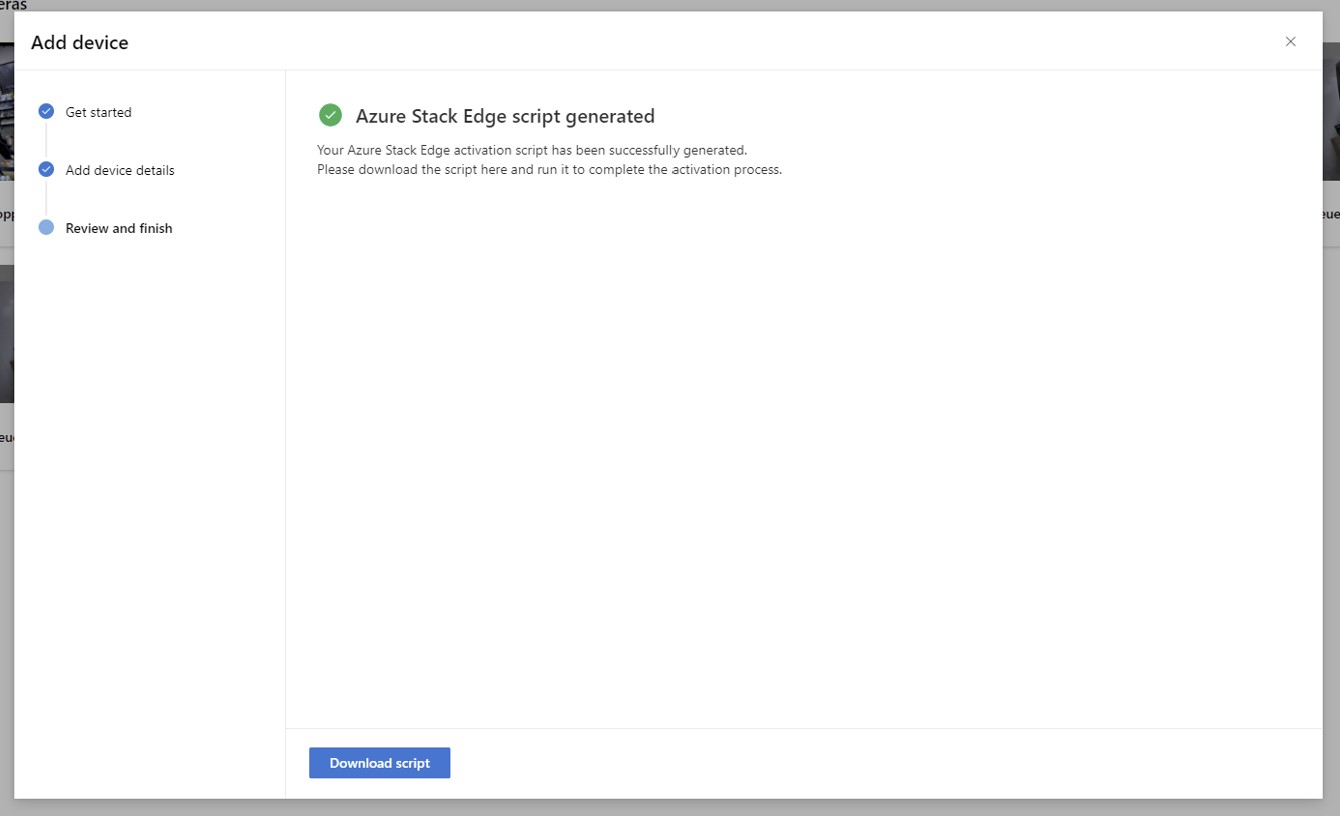 Add device
Get started
Add device details
Review and finish
Azure Stack Edge script generated
Your Azure Stack Edge activation script has been successfully generated.
Please download the script here and run it to complete the activation process.
Download script